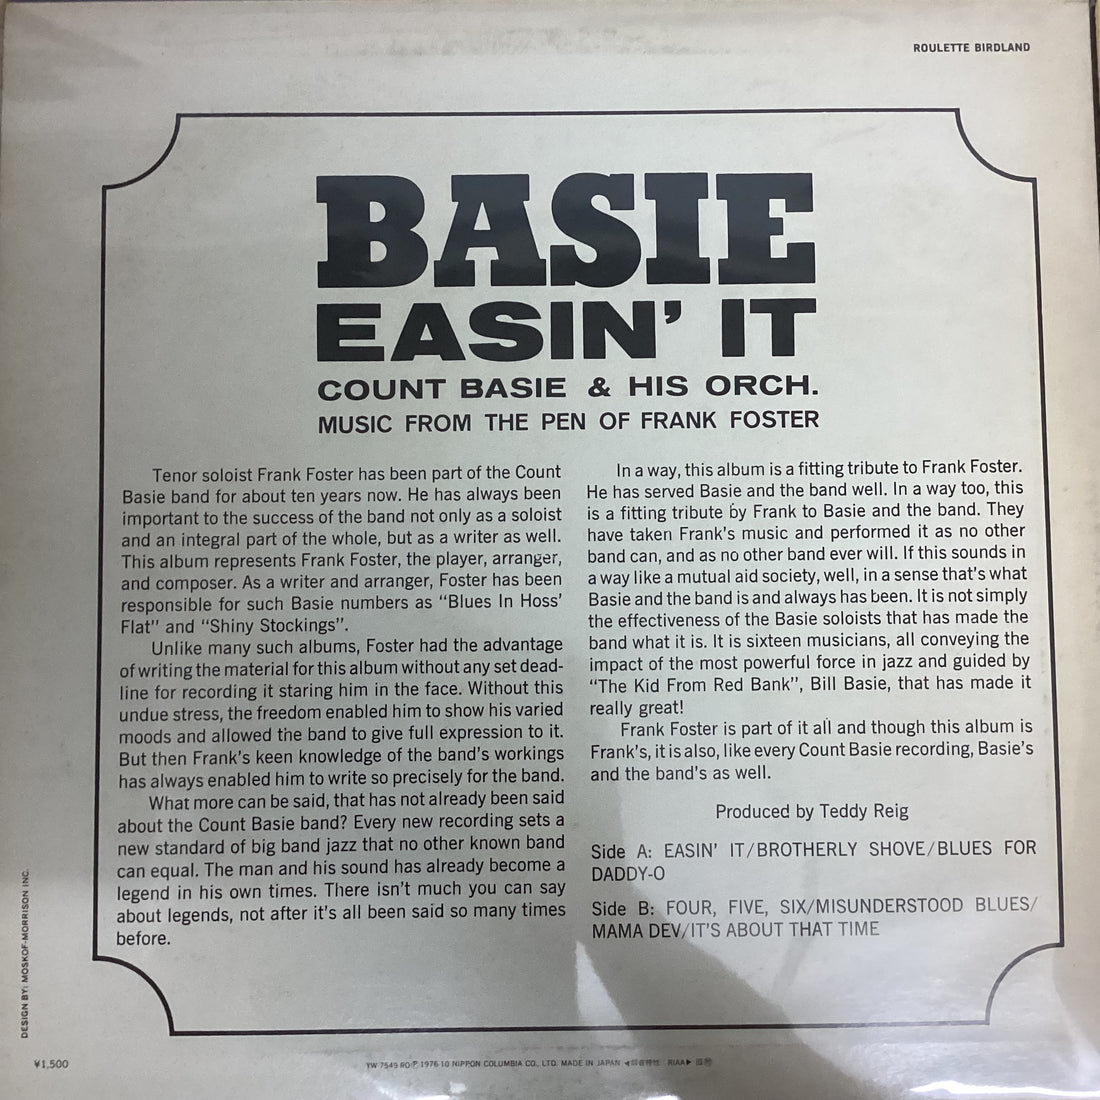 ROULETTE BIRDLAND
BASIE
EASIN' IT
COUNT BASIE & HIS ORCH.
MUSIC FROM THE PEN OF FRANK FOSTER
Tenor soloist Frank Foster has been part of the Count
Basie band for about ten years now. He has always been
important to the success of the band not only as a soloist
and an integral part of the whole, but as a writer as well.
This album represents Frank Foster, the player, arranger,
and composer. As a writer and arranger, Foster has been
responsible for such Basie numbers as "Blues In Hoss'
Flat" and "Shiny Stockings".
Unlike many such albums, Foster had the advantage
of writing the material for this album without any set dead-
line for recording it staring him in the face. Without this
undue stress, the freedom enabled him to show his varied
moods and allowed the band to give full expression to it.
But then Frank's keen knowledge of the band's workings
has always enabled him to write so precisely for the band.
What more can be said, that has not already been said
about the Count Basie band? Every new recording sets a
new standard of big band jazz that no other known band
can equal. The man and his sound has already become a
legend in his own times. There isn't much you can say
about legends, not after it's all been said so many times
before.
In a way, this album is a fitting tribute to Frank Foster.
He has served Basie and the band well. In a way too, this
is a fitting tribute by Frank to Basie and the band. They
have taken Frank's music and performed it as no other
band can, and as no other band ever will. If this sounds in
a way like a mutual aid society, well, in a sense that's what
Basie and the band is and always has been. It is not simply
the effectiveness of the Basie soloists that has made the
band what it is. It is sixteen musicians, all conveying the
impact of the most powerful force in jazz and guided by
"The Kid From Red Bank", Bill Basie, that has made it
really great!
Frank Foster is part of it all and though this album is
Frank's, it is also, like every Count Basie recording, Basie's
and the band's as well.
Produced by Teddy Reig
Side A: EASIN' IT/BROTHERLY SHOVE/BLUES FOR
DADDY-O
Side B: FOUR, FIVE, SIX/MISUNDERSTOOD BLUES/
MAMA DEV/IT'S ABOUT THAT TIME
DESIGN BY: MOSKOF-MORRISON INC.
¥1,500
YW-7549-RO Ⓟ 1976·10 NIPPON COLUMBIA CO., LTD. MADE IN JAPAN ◀録音特性 : RIAA▶